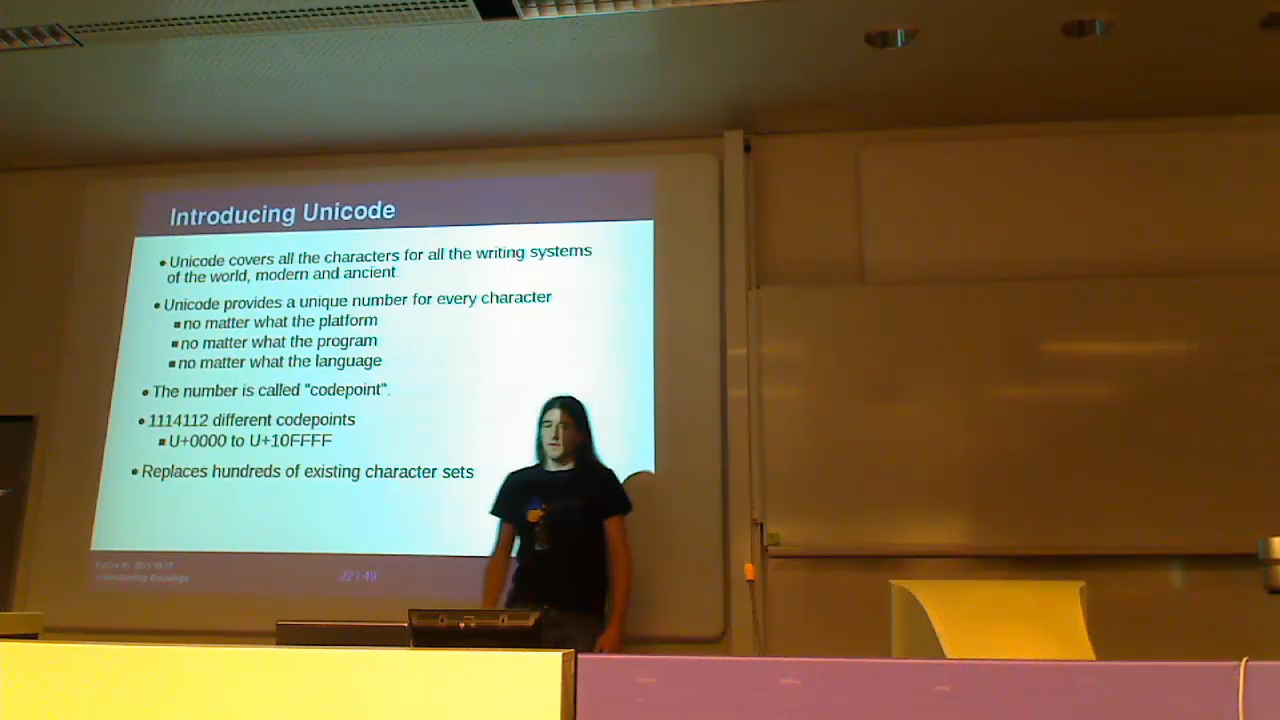 Introducing Unicode
• Unicode covers all the characters for all the writing systems
of the world, modern and ancient.
• Unicode provides a unique number for every character
▪ no matter what the platform
▪ no matter what the program
▪ no matter what the language
• The number is called "codepoint".
• 1114112 different codepoints
▪ U+0000 to U+10FFFF
• Replaces hundreds of existing character sets
Understanding Encodings
22 / 49